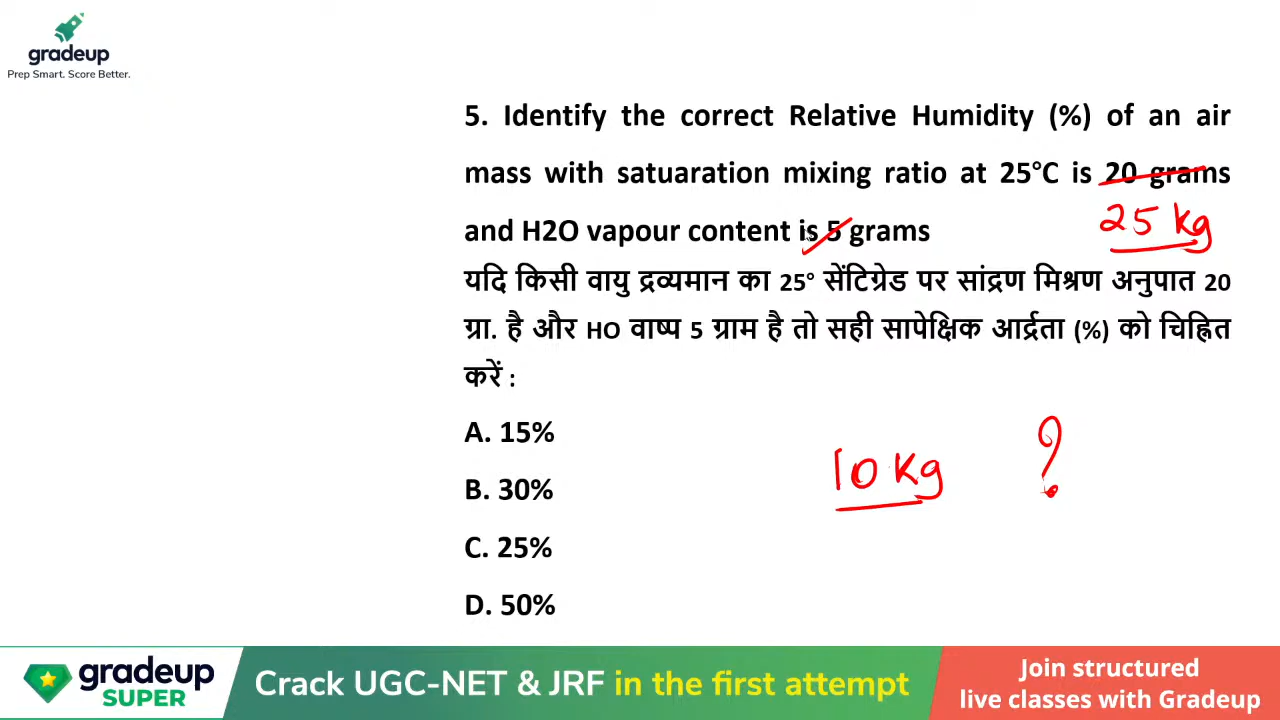 gradeup
Prep Smart. Score Better.
5. Identify the correct Relative Humidity (%) of an air
mass with satuaration mixing ratio at 25°C is 20 grams
25 kg
and H2O vapour content is 5 grams
यदि किसी वायु द्रव्यमान का 25° सेंटिग्रेड पर सांद्रण मिश्रण अनुपात 20
ग्रा. है और HO वाष्प 5 ग्राम है तो सही सापेक्षिक आर्द्रता (%) को चिह्नित
करें :
A. 15%
B. 30%
10 Kg ?
C. 25%
D. 50%
gradeup
SUPER
Crack UGC-NET & JRF in the first attempt
Join structured
live classes with Gradeup